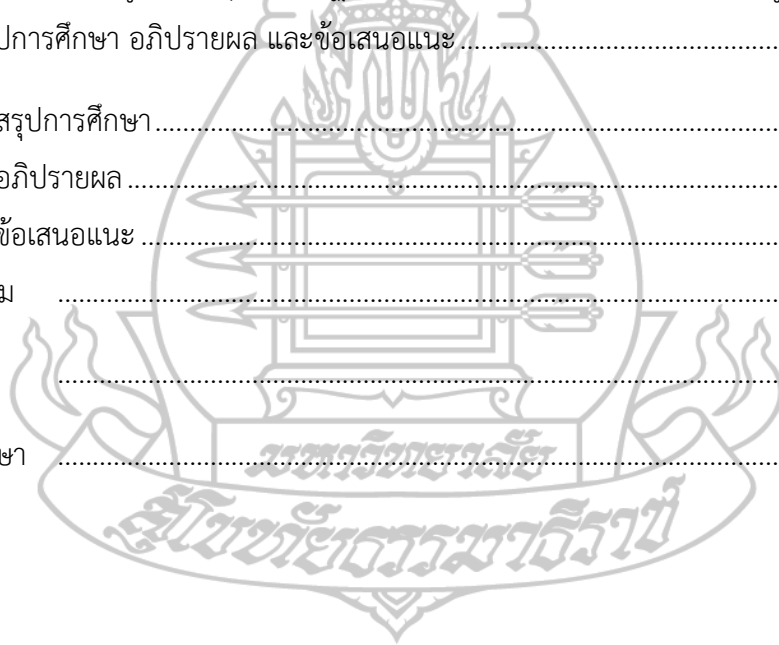 ปการศึกษา อภิปรายผล และข้อเสนอแนะ
สรุปการศึกษา
อภิปรายผล
ข้อเสนอแนะ
ม
ษา
มหาวิทยาลัย
สุโขทัยธรรมาธิราช